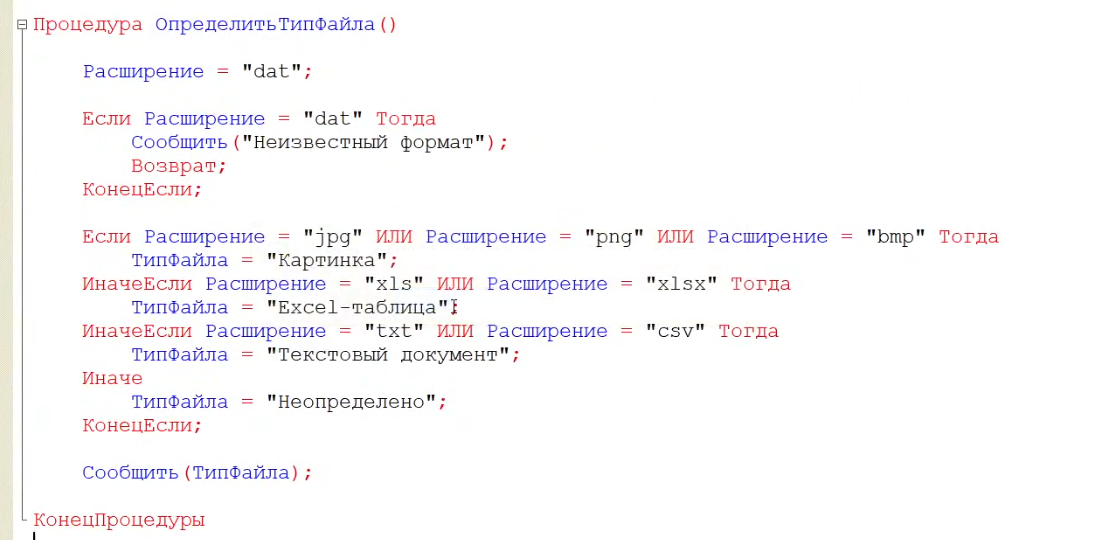 Процедура ОпределитьТипФайла()
Расширение = "dat";
Если Расширение = "dat" Тогда
Сообщить("Неизвестный формат");
Возврат;
КонецЕсли;
Если Расширение = "jpg" ИЛИ Расширение = "png" ИЛИ Расширение = "bmp" Тогда
ТипФайла = "Картинка";
ИначеЕсли Расширение = "xls" ИЛИ Расширение = "xlsx" Тогда
ТипФайла = "Excel-таблица";
ИначеЕсли Расширение = "txt" ИЛИ Расширение = "csv" Тогда
ТипФайла = "Текстовый документ";
Иначе
ТипФайла = "Неопределено";
КонецЕсли;
Сообщить(ТипФайла);
КонецПроцедуры